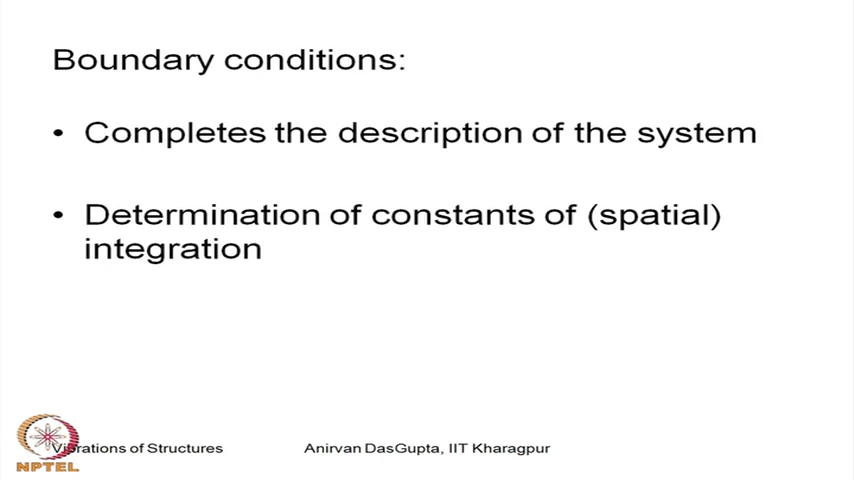 Boundary conditions:
• Completes the description of the system
• Determination of constants of (spatial)
integration
Vibrations of Structures
Anirvan DasGupta, IIT Kharagpur
NPTEL